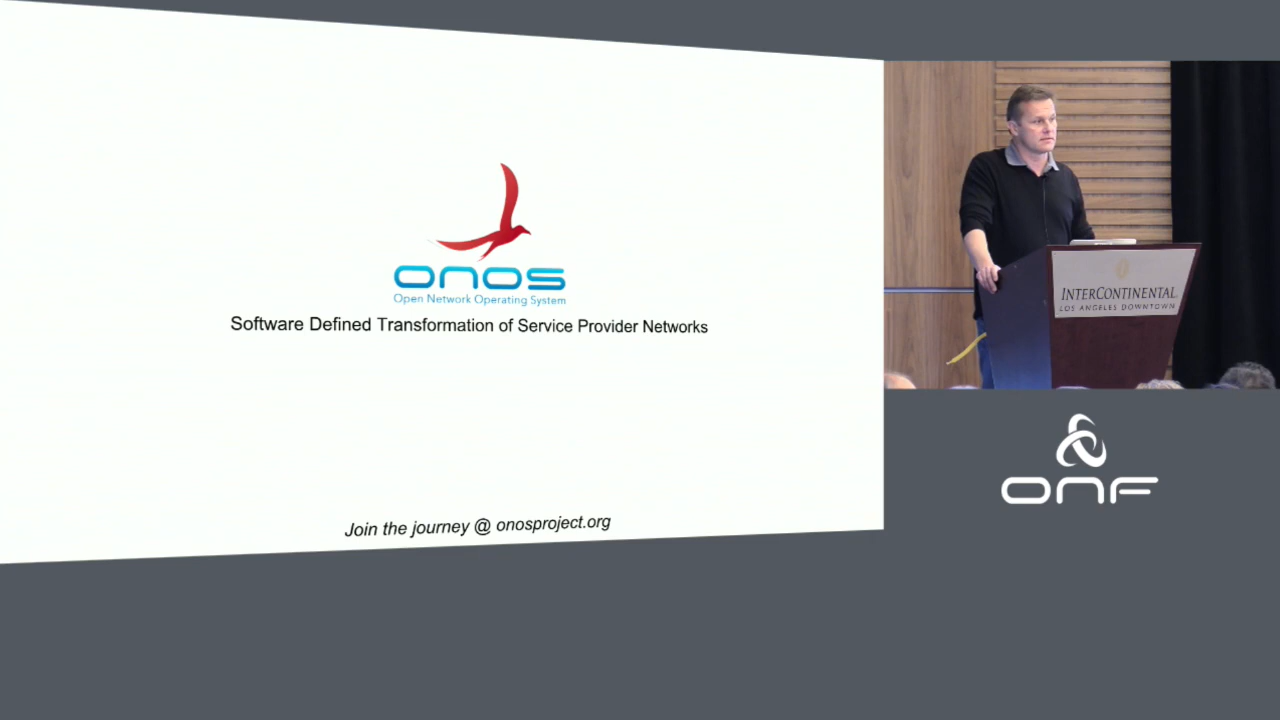 onos
Open Network Operating System
Software Defined Transformation of Service Provider Networks
Join the journey @ onosproject.org
INTERCONTINENTAL
LOS ANGELES DOWNTOWN
ONF